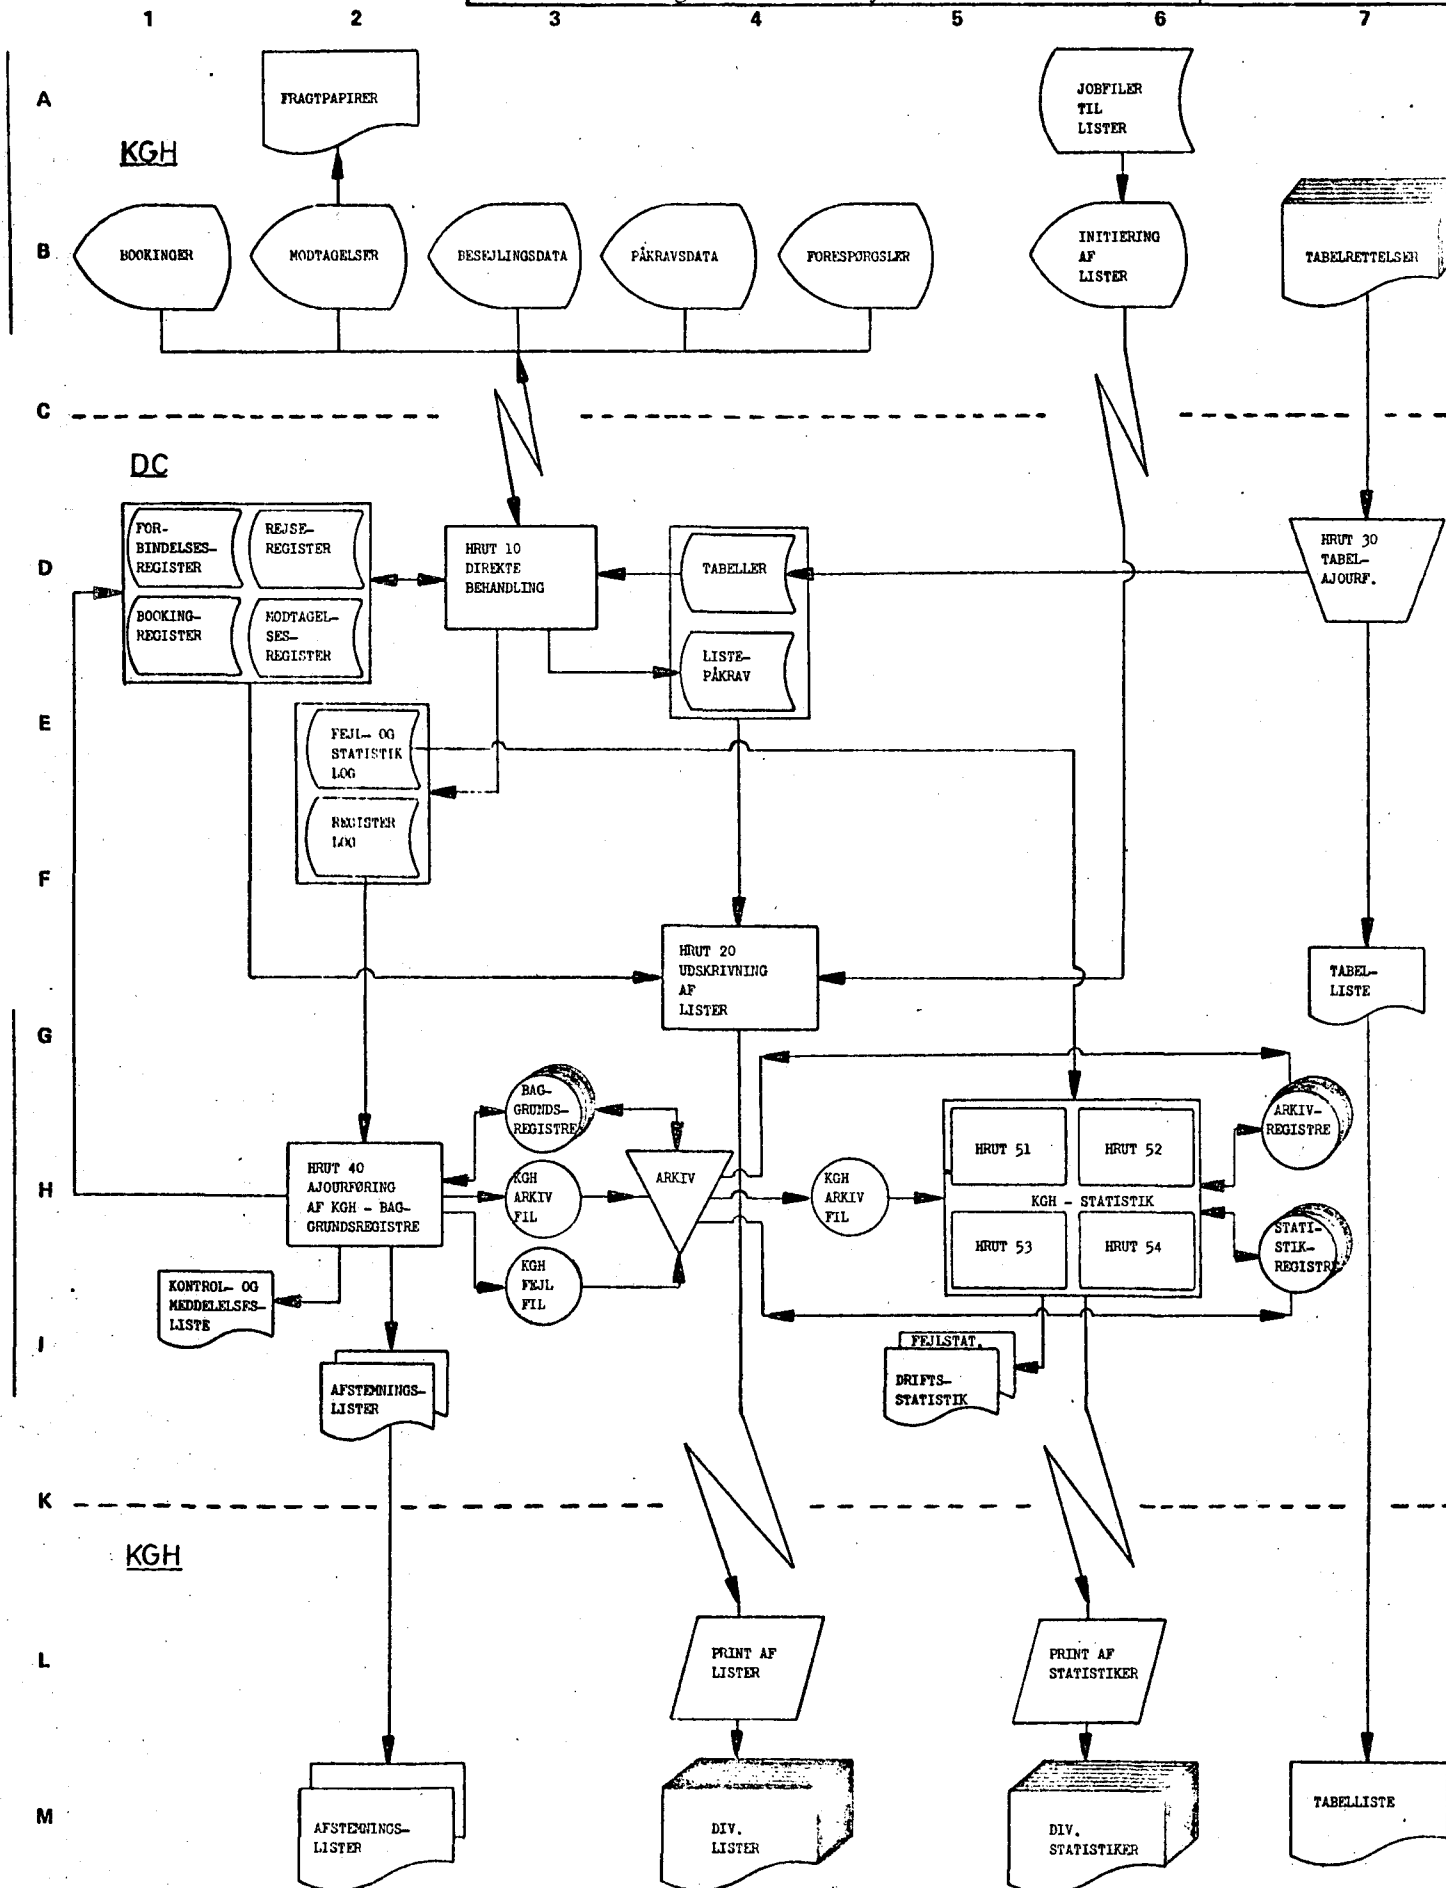 1 2 3 4 5 6 7
A
FRAGTPAPIRER
JOBFILER
TIL
LISTER
KGH
B
BOOKINGER
MODTAGELSER
BESEJLINGSDATA
PÅKRAVSDATA
FORESPØRGSLER
INITIERING
AF
LISTER
TABELRETTELSER
C
DC
D
FOR-
BINDELSES-
REGISTER
REJSE-
REGISTER
BOOKING-
REGISTER
MODTAGEL-
SES-
REGISTER
HRUT 10
DIREKTE
BEHANDLING
TABELLER
LISTE-
PÅKRAV
HRUT 30
TABEL-
AJOURF.
E
FEJL- OG
STATISTIK
LOG
REGISTER
LOG
F
HRUT 20
UDSKRIVNING
AF
LISTER
TABEL-
LISTE
G
BAG-
GRUNDS-
REGISTRE
ARKIV-
REGISTRE
HRUT 51
HRUT 52
H
HRUT 40
AJOURFØRING
AF KGH - BAG-
GRUNDSREGISTRE
KGH
ARKIV
FIL
ARKIV
KGH
ARKIV
FIL
KGH - STATISTIK
HRUT 53
HRUT 54
STATI-
STIK-
REGISTRE
KGH
FEJL
FIL
KONTROL- OG
MEDDELELSES-
LISTE
I
FEJLSTAT.
DRIFTS-
STATISTIK
AFSTEMNINGS-
LISTER
K
KGH
L
PRINT AF
LISTER
PRINT AF
STATISTIKER
M
AFSTEMNINGS-
LISTER
DIV.
LISTER
DIV.
STATISTIKER
TABELLISTE